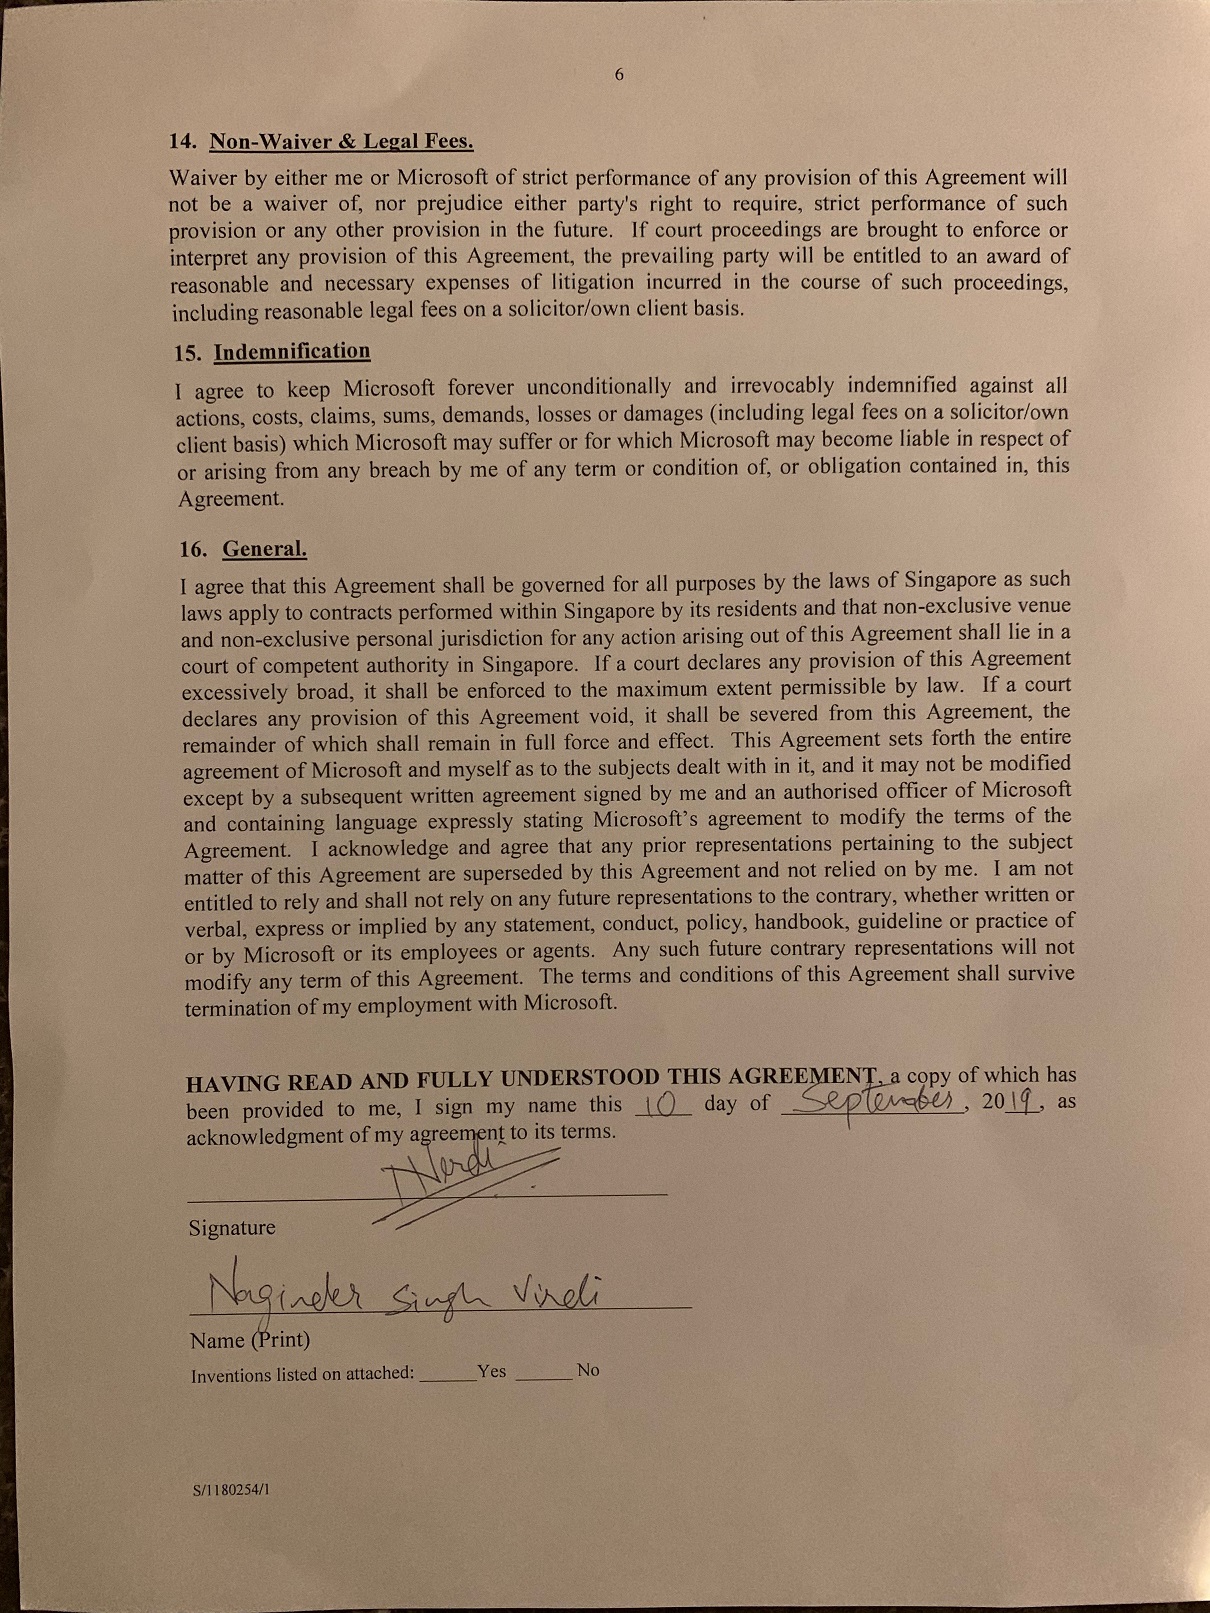 6
14. Non-Waiver & Legal Fees.
Waiver by either me or Microsoft of strict performance of any provision of this Agreement will
not be a waiver of, nor prejudice either party's right to require, strict performance of such
provision or any other provision in the future. If court proceedings are brought to enforce or
interpret any provision of this Agreement, the prevailing party will be entitled to an award of
reasonable and necessary expenses of litigation incurred in the course of such proceedings,
including reasonable legal fees on a solicitor/own client basis.
15. Indemnification
I agree to keep Microsoft forever unconditionally and irrevocably indemnified against all
actions, costs, claims, sums, demands, losses or damages (including legal fees on a solicitor/own
client basis) which Microsoft may suffer or for which Microsoft may become liable in respect of
or arising from any breach by me of any term or condition of, or obligation contained in, this
Agreement.
16. General.
I agree that this Agreement shall be governed for all purposes by the laws of Singapore as such
laws apply to contracts performed within Singapore by its residents and that non-exclusive venue
and non-exclusive personal jurisdiction for any action arising out of this Agreement shall lie in a
court of competent authority in Singapore. If a court declares any provision of this Agreement
excessively broad, it shall be enforced to the maximum extent permissible by law. If a court
declares any provision of this Agreement void, it shall be severed from this Agreement, the
remainder of which shall remain in full force and effect. This Agreement sets forth the entire
agreement of Microsoft and myself as to the subjects dealt with in it, and it may not be modified
except by a subsequent written agreement signed by me and an authorised officer of Microsoft
and containing language expressly stating Microsoft's agreement to modify the terms of the
Agreement. I acknowledge and agree that any prior representations pertaining to the subject
matter of this Agreement are superseded by this Agreement and not relied on by me. I am not
entitled to rely and shall not rely on any future representations to the contrary, whether written or
verbal, express or implied by any statement, conduct, policy, handbook, guideline or practice of
or by Microsoft or its employees or agents. Any such future contrary representations will not
modify any term of this Agreement. The terms and conditions of this Agreement shall survive
termination of my employment with Microsoft.
HAVING READ AND FULLY UNDERSTOOD THIS AGREEMENT, a copy of which has
been provided to me, I sign my name this 10 day of September, 2019, as
acknowledgment of my agreement to its terms.
Signature
Naginder Singh Virdi
Name (Print)
Inventions listed on attached: ______Yes ______ No
S/1180254/1